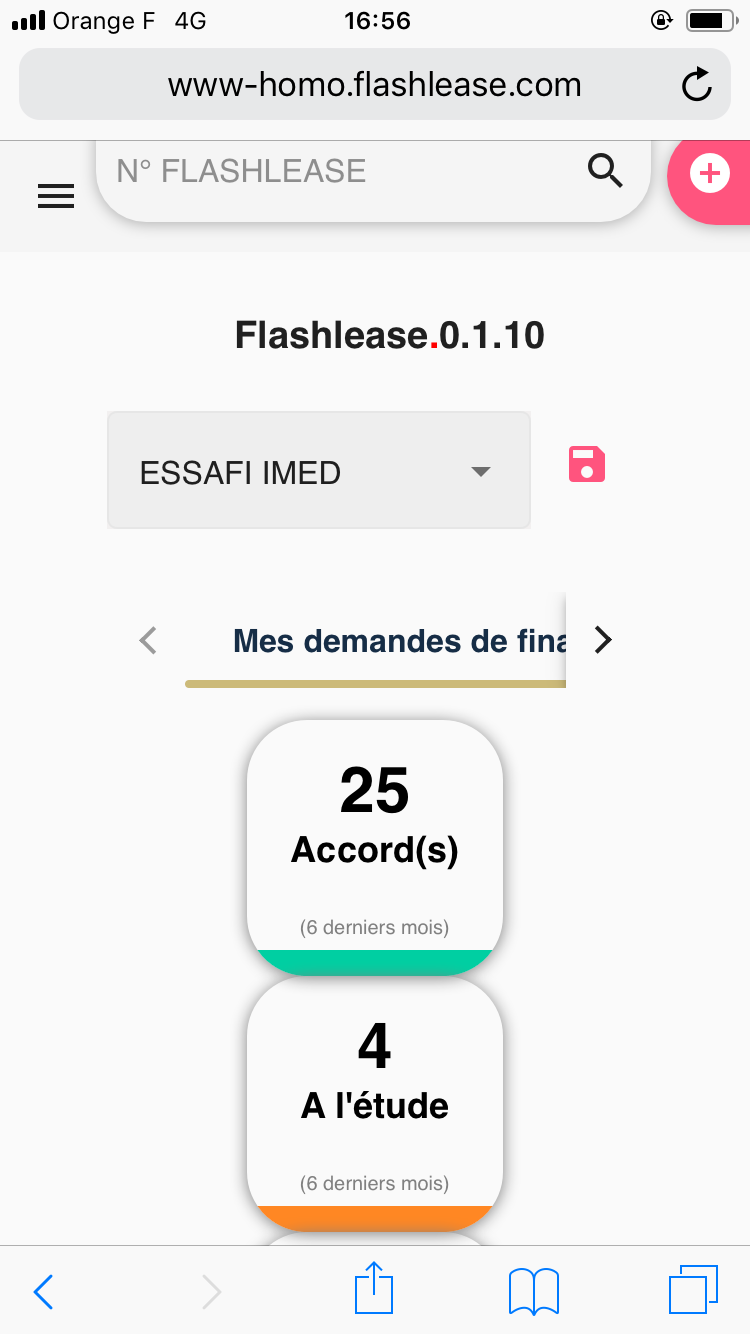 Orange F 4G 16:56
www-homo.flashlease.com
N° FLASHLEASE
Flashlease.0.1.10
ESSAFI IMED
Mes demandes de fina
25
Accord(s)
(6 derniers mois)
4
A l'étude
(6 derniers mois)